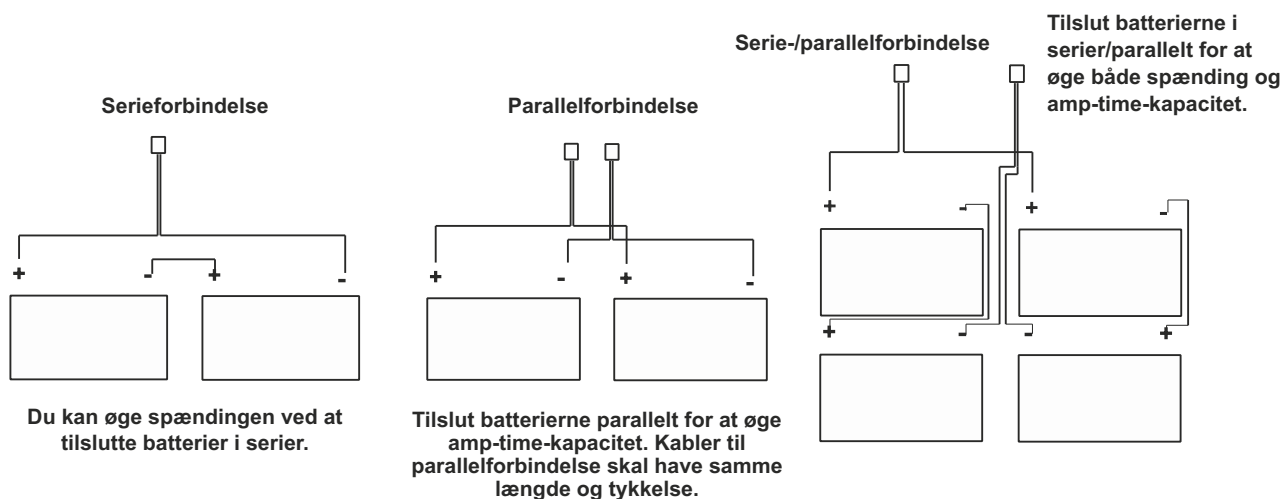 Serieforbindelse
+
-
+
-
Du kan øge spændingen ved at
tilslutte batterier i serier.
Parallelforbindelse
+
-
+
-
Tilslut batterierne parallelt for at øge
amp-time-kapacitet. Kabler til
parallelforbindelse skal have samme
længde og tykkelse.
Serie-/parallelforbindelse
Tilslut batterierne i
serier/parallelt for at
øge både spænding og
amp-time-kapacitet.
+
-
+
-
+
-
-
+